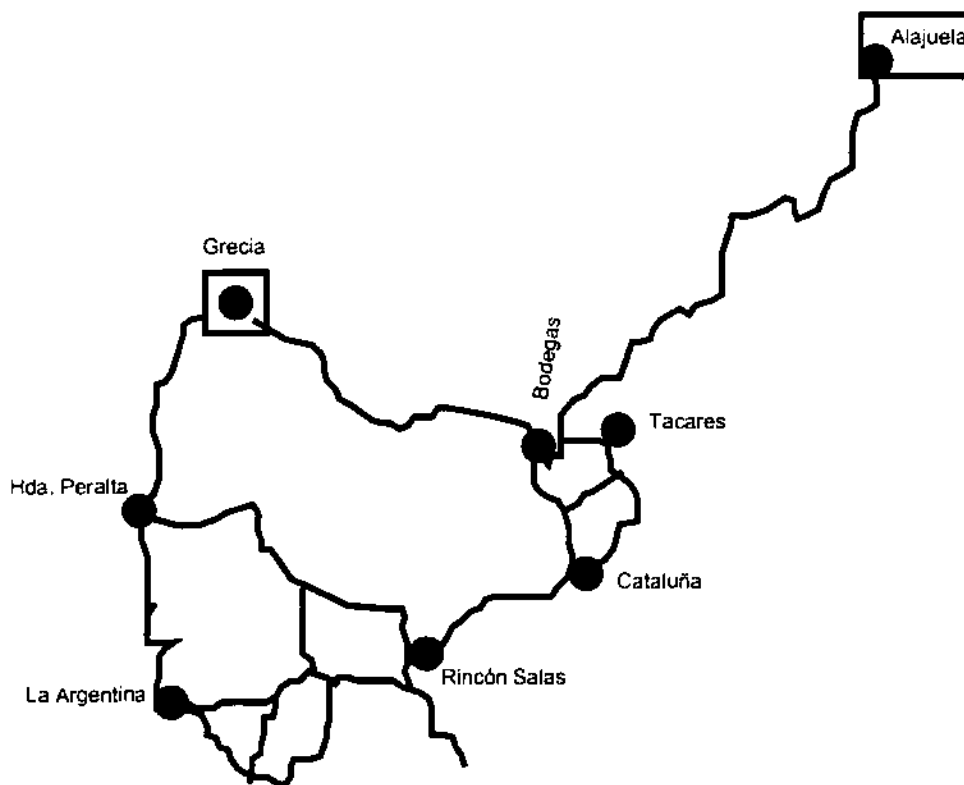 Alajuela
Grecia
Bodegas
Tacares
Hda. Peralta
Cataluña
Rincón Salas
La Argentina